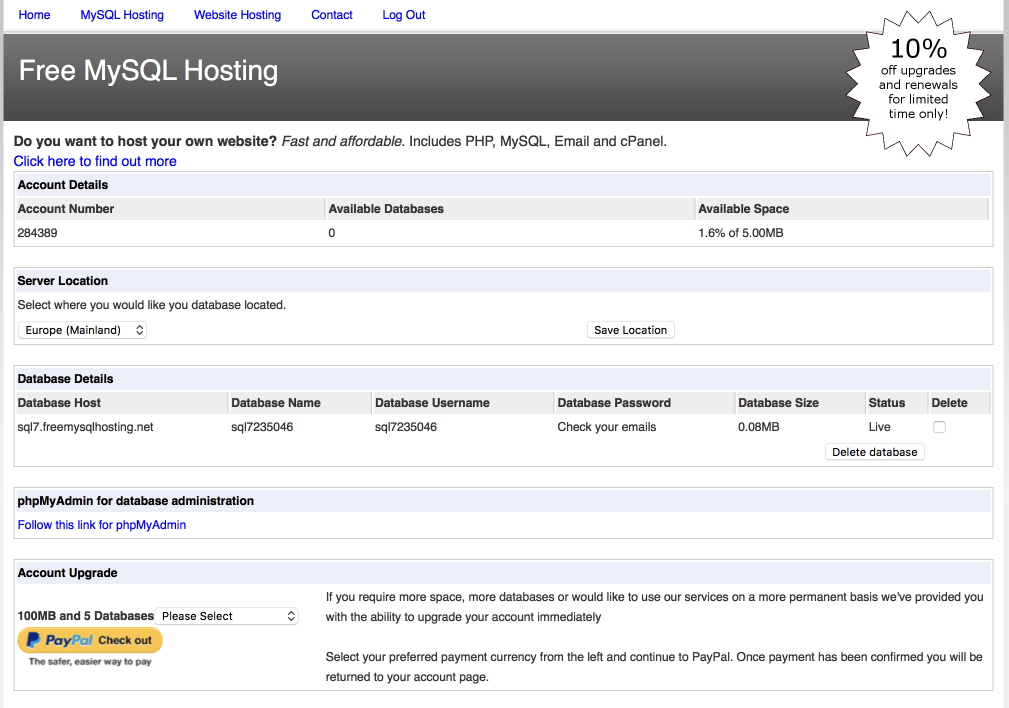 Home MySQL Hosting Website Hosting Contact Log Out
Free MySQL Hosting
10%
off upgrades
and renewals
for limited
time only!
Do you want to host your own website? Fast and affordable. Includes PHP, MySQL, Email and cPanel.
Click here to find out more
Account Details
Account Number Available Databases Available Space
284389 0 1.6% of 5.00MB
Server Location
Select where you would like you database located.
Europe (Mainland) Save Location
Database Details
Database Host Database Name Database Username Database Password Database Size Status Delete
sql7.freemysqlhosting.net sql7235046 sql7235046 Check your emails 0.08MB Live
Delete database
phpMyAdmin for database administration
Follow this link for phpMyAdmin
Account Upgrade
100MB and 5 Databases Please Select
PayPal Check out
The safer, easier way to pay
If you require more space, more databases or would like to use our services on a more permanent basis we've provided you
with the ability to upgrade your account immediately
Select your preferred payment currency from the left and continue to PayPal. Once payment has been confirmed you will be
returned to your account page.